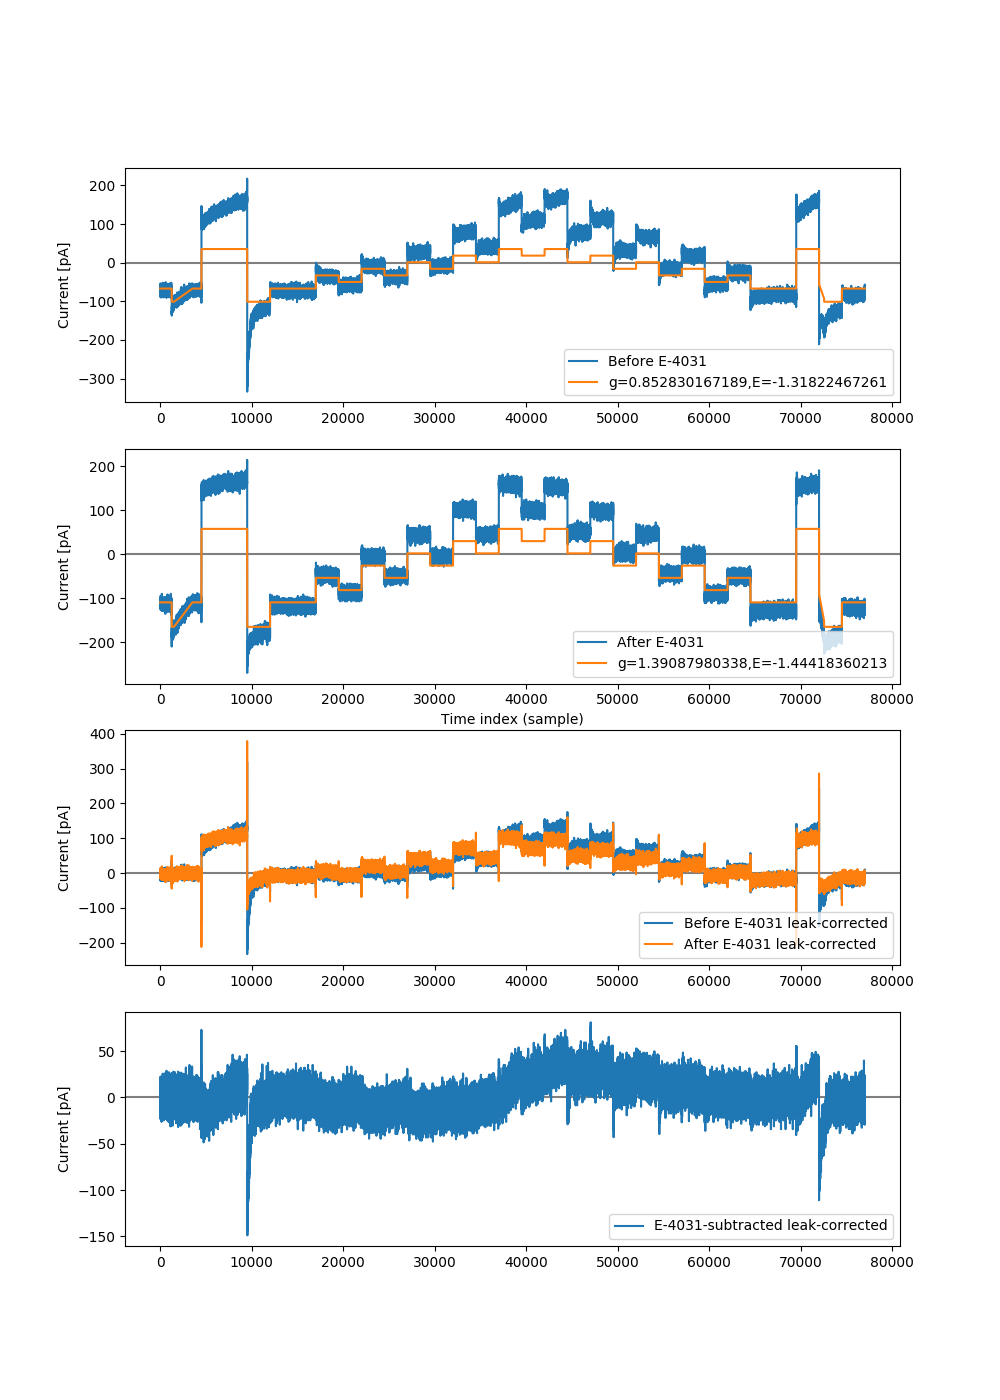 200
100
0
−100
−200
−300
Current [pA]
Before E-4031
g=0.852830167189,E=-1.31822467261
0 10000 20000 30000 40000 50000 60000 70000 80000
200
100
0
−100
−200
Current [pA]
After E-4031
g=1.39087980338,E=-1.44418360213
0 10000 20000 30000 40000 50000 60000 70000 80000
Time index (sample)
400
300
200
100
0
−100
−200
Current [pA]
Before E-4031 leak-corrected
After E-4031 leak-corrected
0 10000 20000 30000 40000 50000 60000 70000 80000
50
0
−50
−100
−150
Current [pA]
E-4031-subtracted leak-corrected
0 10000 20000 30000 40000 50000 60000 70000 80000